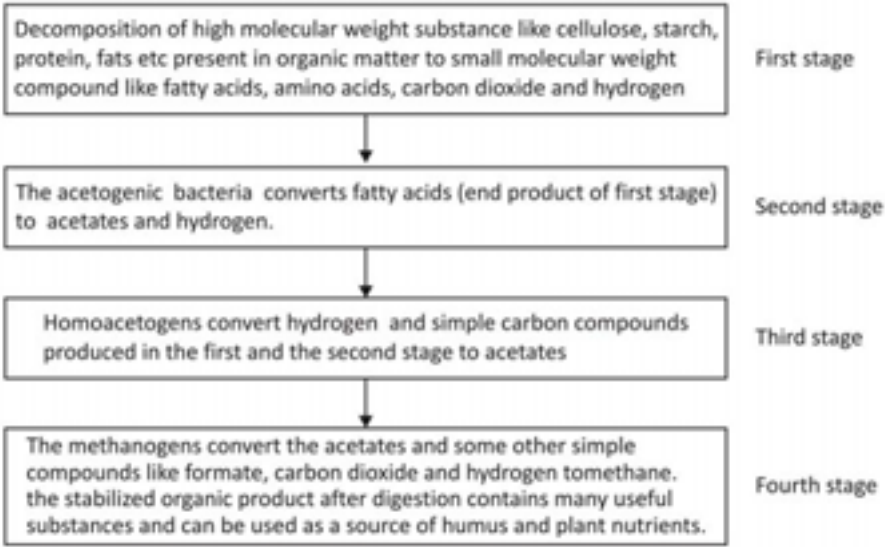 Decomposition of high molecular weight substance like cellulose, starch,
protein, fats etc present in organic matter to small molecular weight
compound like fatty acids, amino acids, carbon dioxide and hydrogen
First stage
The acetogenic bacteria converts fatty acids (end product of first stage)
to acetates and hydrogen.
Second stage
Homoacetogens convert hydrogen and simple carbon compounds
produced in the first and the second stage to acetates
Third stage
The methanogens convert the acetates and some other simple
compounds like formate, carbon dioxide and hydrogen tomethane.
the stabilized organic product after digestion contains many useful
substances and can be used as a source of humus and plant nutrients.
Fourth stage